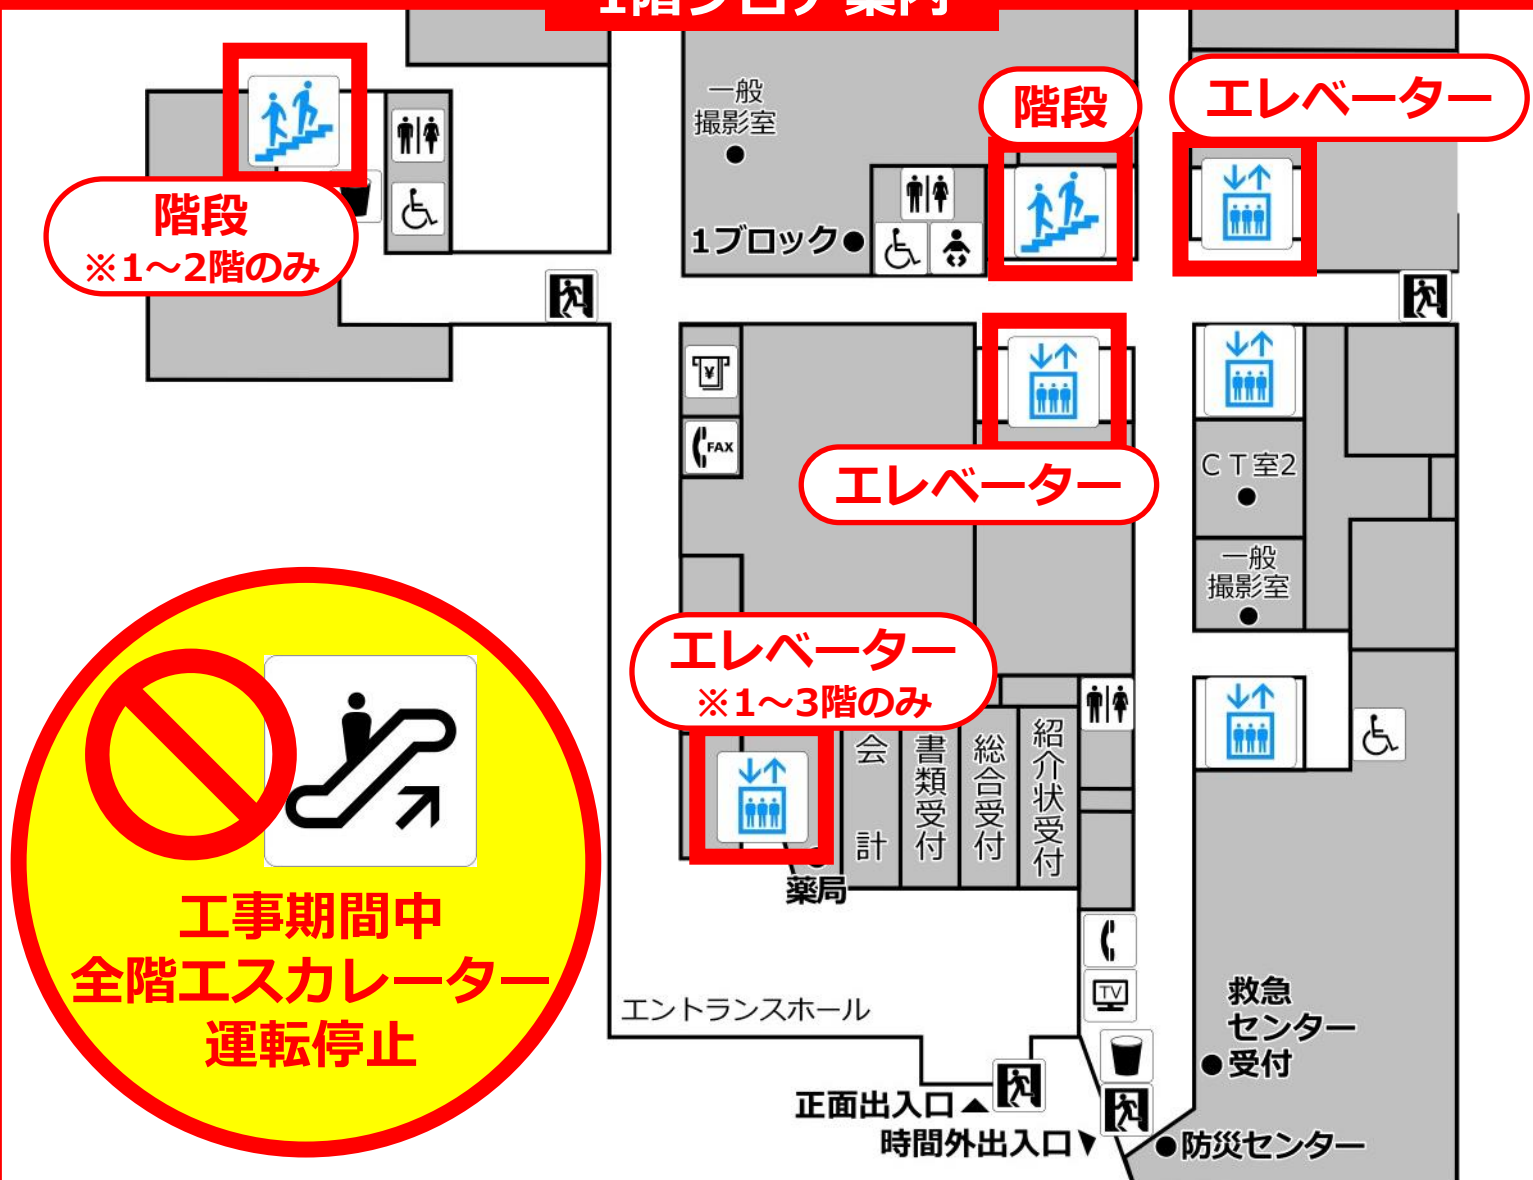 1階フロア案内
一般
撮影室
階段
エレベーター
階段
※1～2階のみ
1ブロック
¥
FAX
エレベーター
CT室2
一般
撮影室
エレベーター
※1～3階のみ
会計
書類受付
総合受付
紹介状受付
薬局
工事期間中
全階エスカレーター
運転停止
TV
エントランスホール
救急
センター
受付
正面出入口▲
時間外出入口▼
防災センター